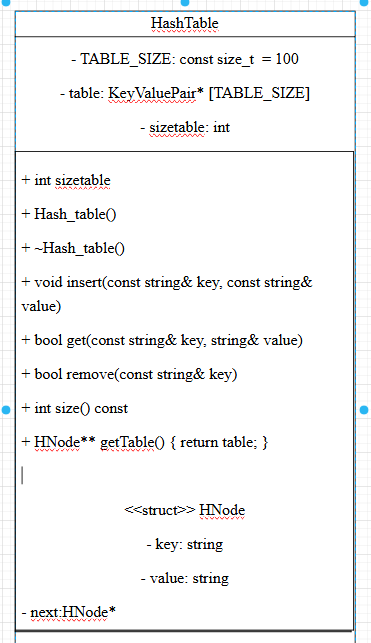 HashTable
- TABLE_SIZE: const size_t  = 100
- table: KeyValuePair* [TABLE_SIZE]
- sizetable: int
+ int sizetable
+ Hash_table()
+ ~Hash_table()
+ void insert(const string& key, const string&
value)
+ bool get(const string& key, string& value)
+ bool remove(const string& key)
+ int size() const
+ HNode** getTable() { return table; }
<<struct>> HNode
- key: string
- value: string
- next:HNode*